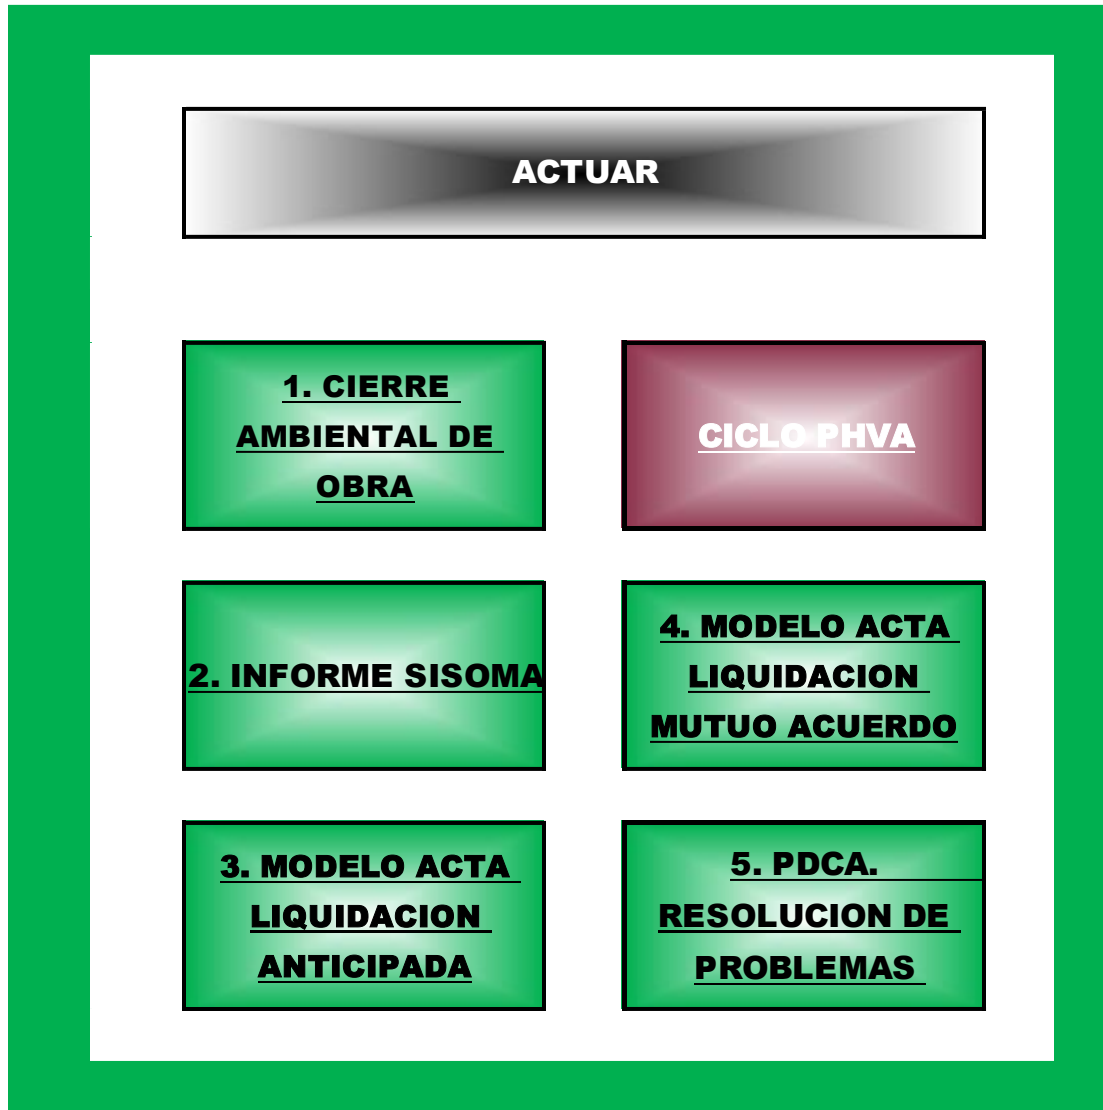 ACTUAR
1. CIERRE
AMBIENTAL DE
OBRA
CICLO PHVA
2. INFORME SISOMA
4. MODELO ACTA
LIQUIDACION
MUTUO ACUERDO
3. MODELO ACTA
LIQUIDACION
ANTICIPADA
5. PDCA.
RESOLUCION DE
PROBLEMAS